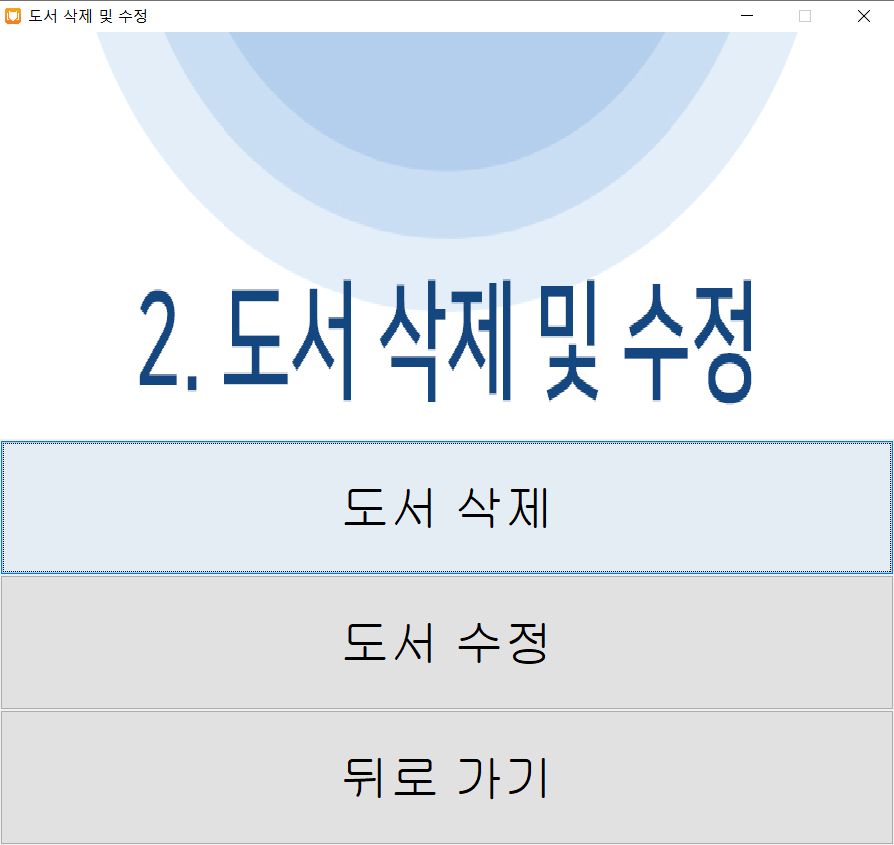 도서 삭제 및 수정
2. 도서 삭제 및 수정
도서 삭제
도서 수정
뒤로 가기